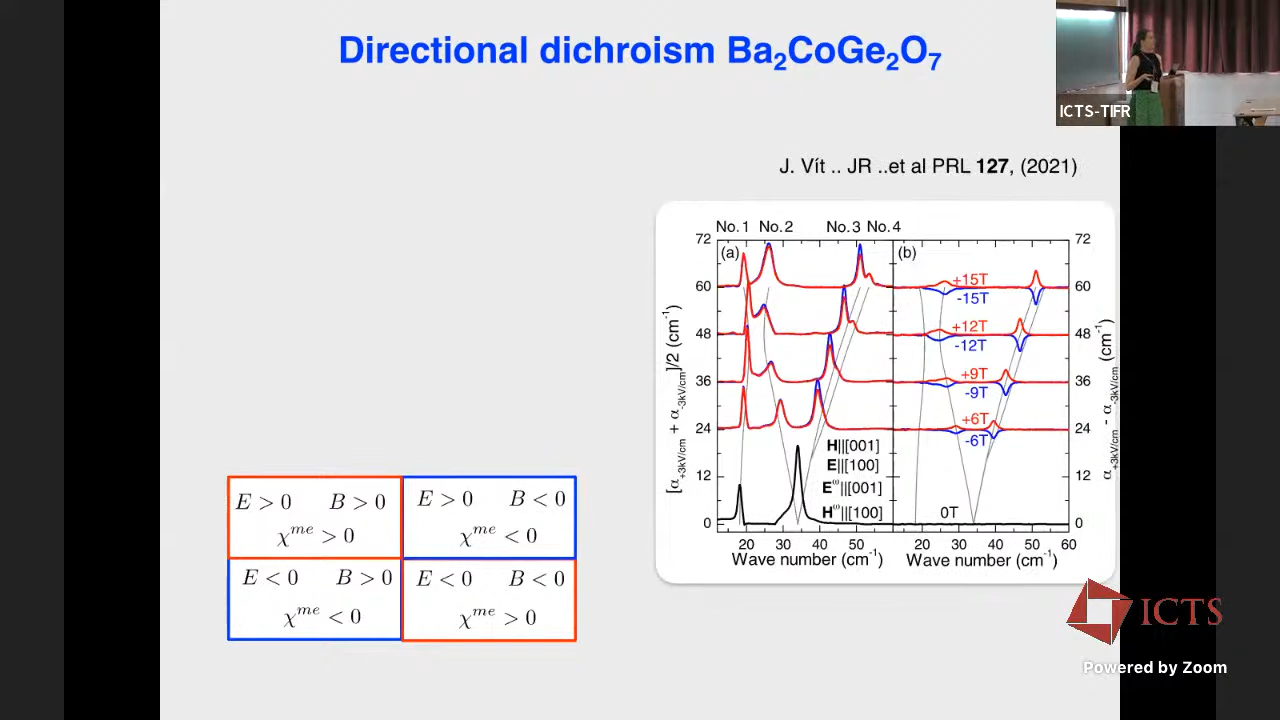 Directional dichroism Ba₂CoGe₂O₇
ICTS-TIFR
J. Vít .. JR ..et al PRL 127, (2021)
No.1 No.2 No.3 No.4
72 (a) (b) 72
+15T
60 60
-15T
+12T
48 48
-12T
+9T
36 36
-9T
+6T
24 24
-6T
H||[001]
E||[100]
12 12
E^ω||[001]
H^ω||[100] 0T
0 0
20 30 40 50 20 30 40 50 60
Wave number (cm⁻¹) Wave number (cm⁻¹)
[α₊₃kV/cm + α₋₃kV/cm]/2 (cm⁻¹)
α₊₃kV/cm - α₋₃kV/cm (cm⁻¹)
E > 0 B > 0 E > 0 B < 0
χ^me > 0 χ^me < 0
E < 0 B > 0 E < 0 B < 0
χ^me < 0 χ^me > 0
ICTS
Powered by Zoom